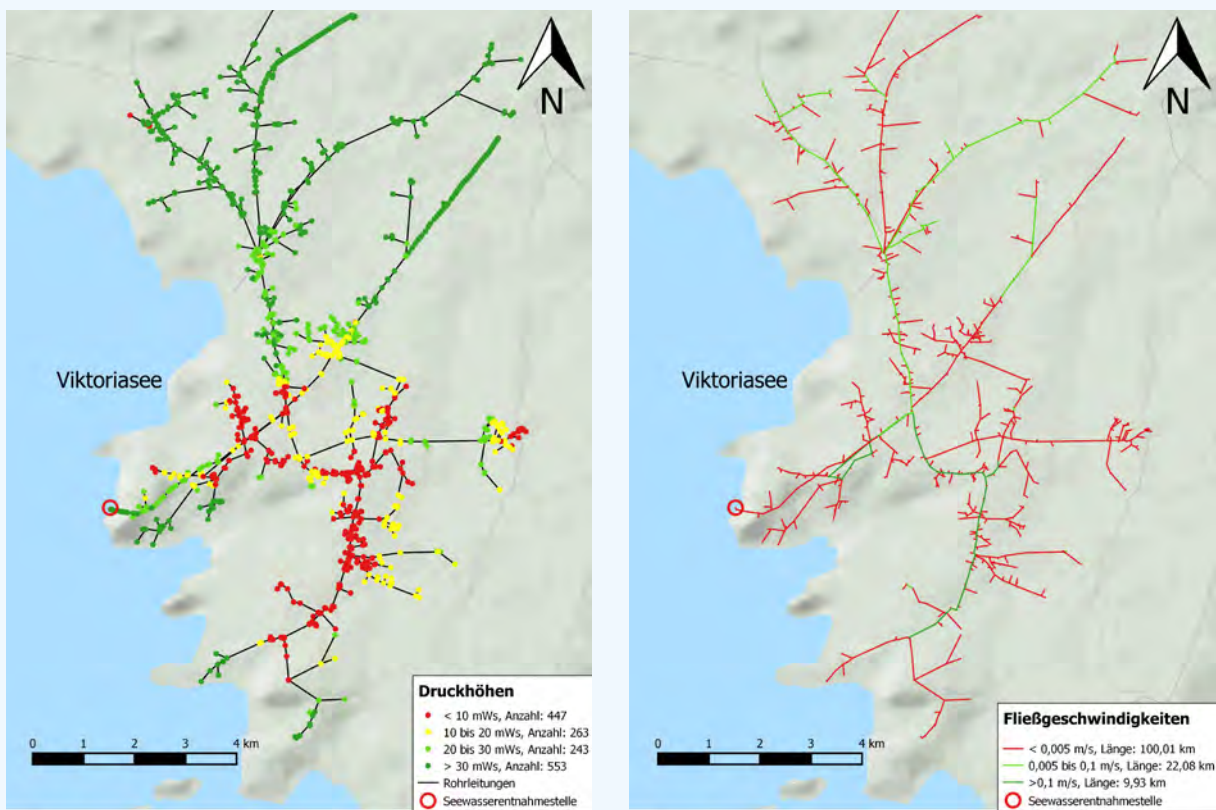 N
Viktoriasee
Druckhöhen
< 10 mWs, Anzahl: 447
10 bis 20 mWs, Anzahl: 263
20 bis 30 mWs, Anzahl: 243
> 30 mWs, Anzahl: 553
Rohrleitungen
Seewasserentnahmestelle
0 1 2 3 4 km
N
Viktoriasee
Fließgeschwindigkeiten
< 0,005 m/s, Länge: 100,01 km
0,005 bis 0,1 m/s, Länge: 22,08 km
>0,1 m/s, Länge: 9,93 km
Seewasserentnahmestelle
0 1 2 3 4 km